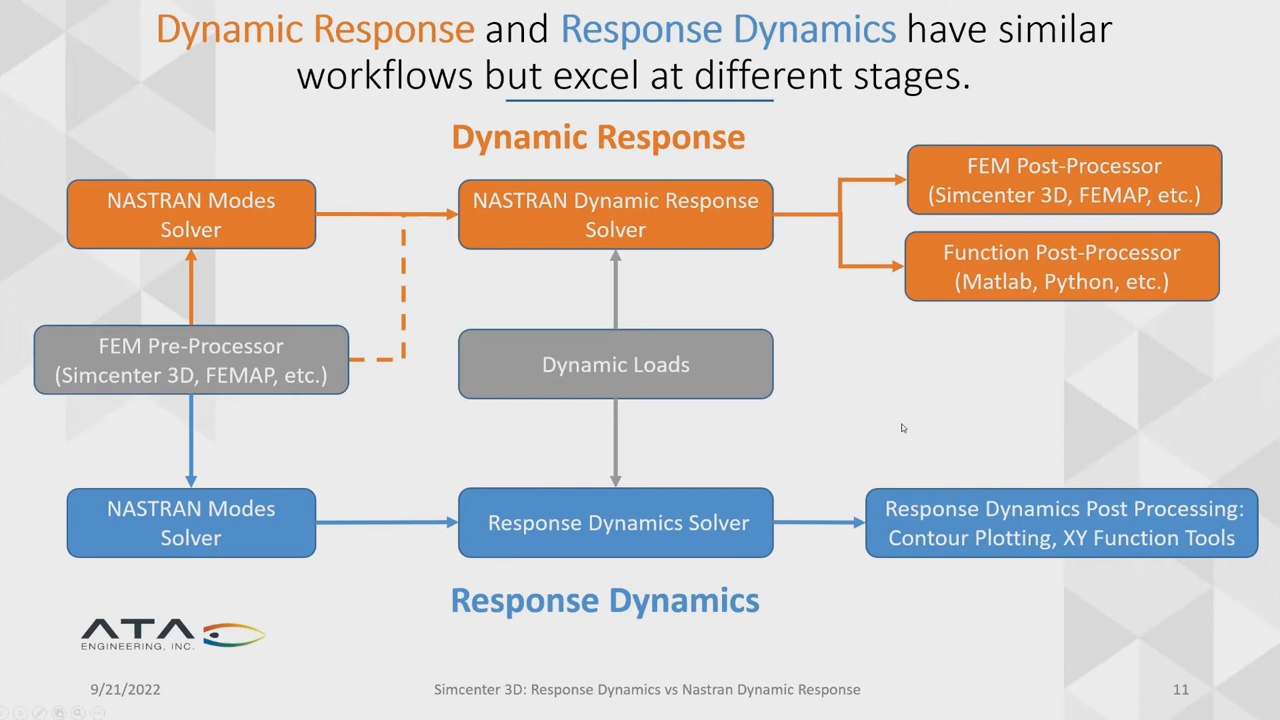 Dynamic Response and Response Dynamics have similar
workflows but excel at different stages.
Dynamic Response
NASTRAN Modes
Solver
NASTRAN Dynamic Response
Solver
FEM Post-Processor
(Simcenter 3D, FEMAP, etc.)
Function Post-Processor
(Matlab, Python, etc.)
FEM Pre-Processor
(Simcenter 3D, FEMAP, etc.)
Dynamic Loads
NASTRAN Modes
Solver
Response Dynamics Solver
Response Dynamics Post Processing:
Contour Plotting, XY Function Tools
Response Dynamics
ATA
ENGINEERING, INC.
9/21/2022
Simcenter 3D: Response Dynamics vs Nastran Dynamic Response
11